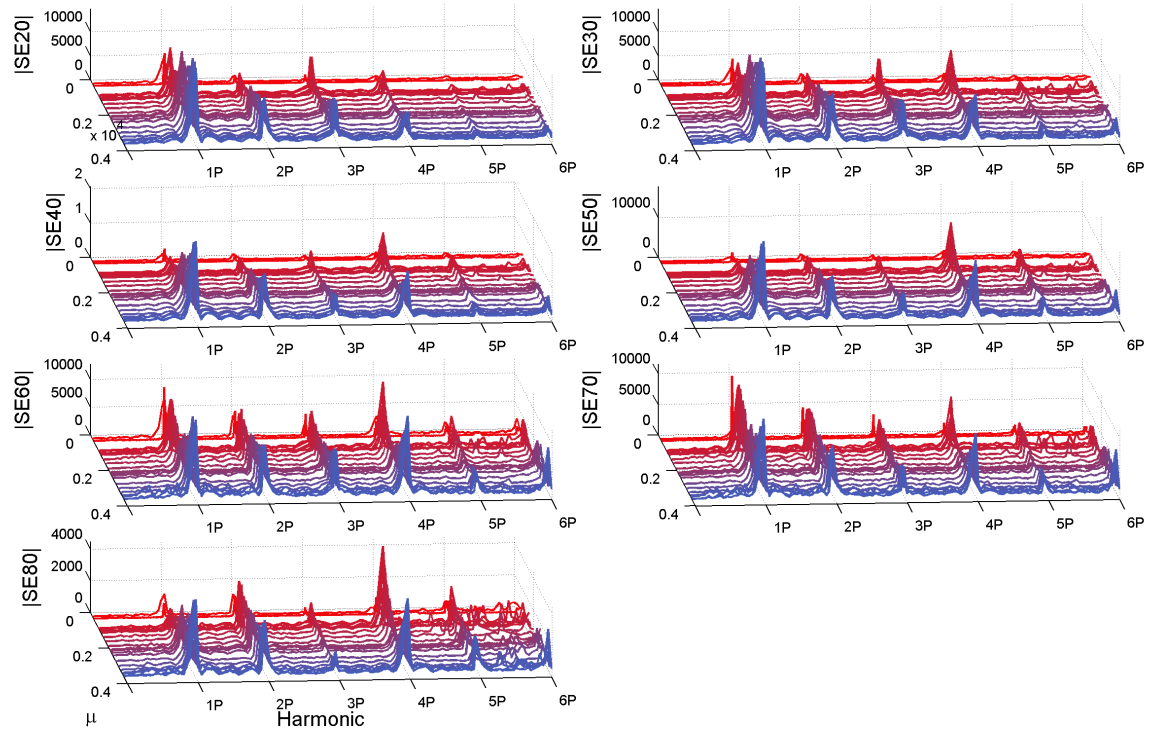 |SE20|
10000
5000
0
0
0.2
x 10^4
0.4
1P 2P 3P 4P 5P 6P
|SE30|
10000
5000
0
0
0.2
0.4
1P 2P 3P 4P 5P 6P
|SE40|
2
1
0
0
0.2
0.4
1P 2P 3P 4P 5P 6P
|SE50|
10000
0
0
0.2
0.4
1P 2P 3P 4P 5P 6P
|SE60|
10000
5000
0
0
0.2
0.4
1P 2P 3P 4P 5P 6P
|SE70|
10000
5000
0
0
0.2
0.4
1P 2P 3P 4P 5P 6P
|SE80|
4000
2000
0
0
0.2
0.4
1P 2P 3P 4P 5P 6P
μ
Harmonic